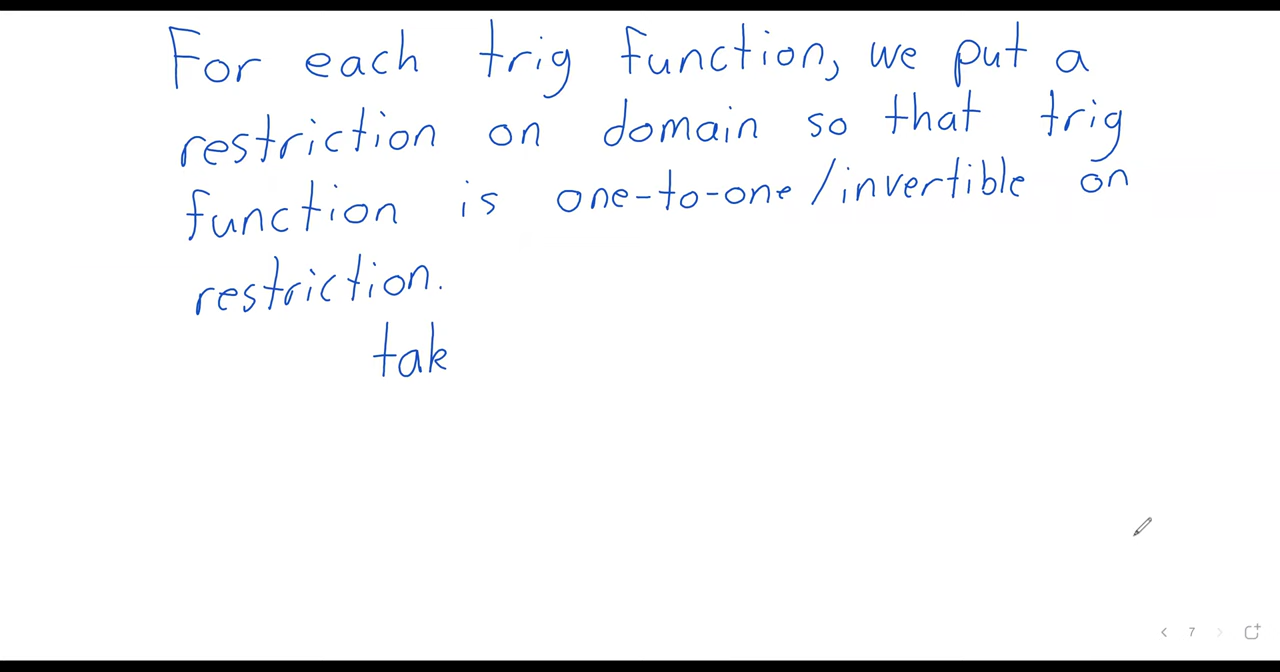 For each trig function, we put a
restriction on domain so that trig
function is one-to-one/invertible on
restriction.
tak
7